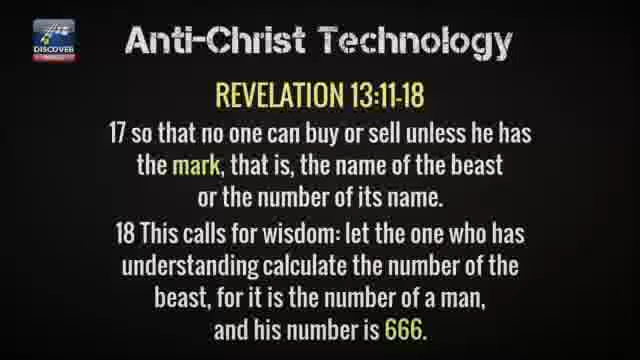 DISCOVER
Anti-Christ Technology
REVELATION 13:11-18
17 so that no one can buy or sell unless he has
the mark, that is, the name of the beast
or the number of its name.
18 This calls for wisdom: let the one who has
understanding calculate the number of the
beast, for it is the number of a man,
and his number is 666.